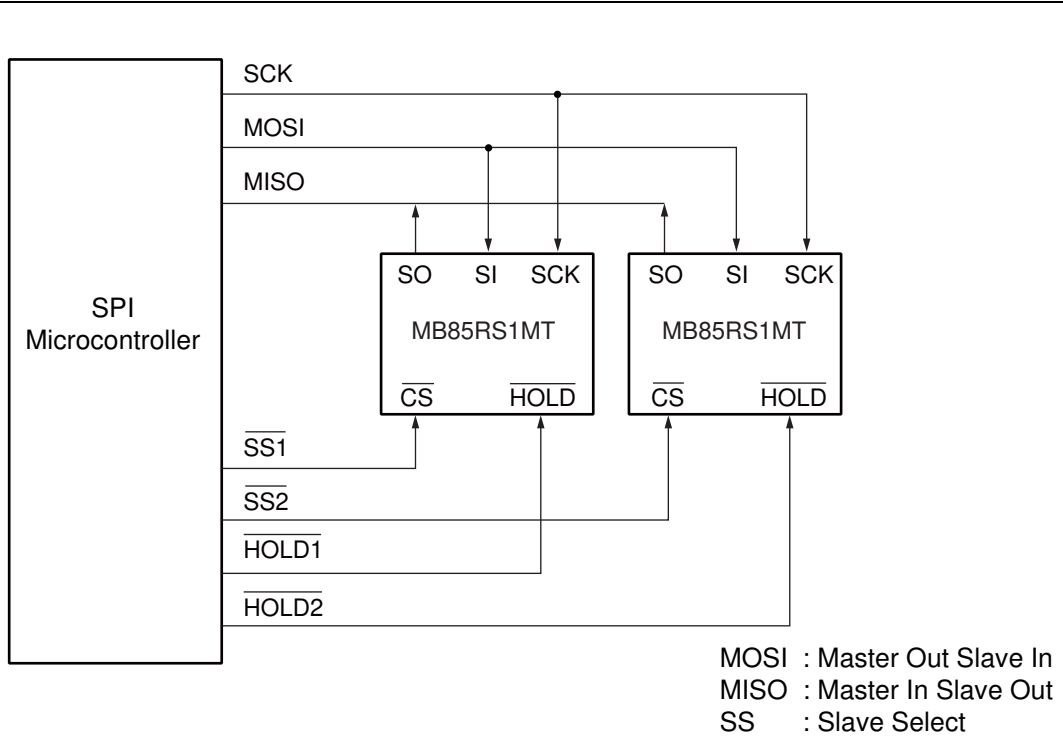 SCK
MOSI
MISO
SPI
Microcontroller
SO SI SCK
MB85RS1MT
CS HOLD
SO SI SCK
MB85RS1MT
CS HOLD
SS1
SS2
HOLD1
HOLD2
MOSI : Master Out Slave In
MISO : Master In Slave Out
SS : Slave Select